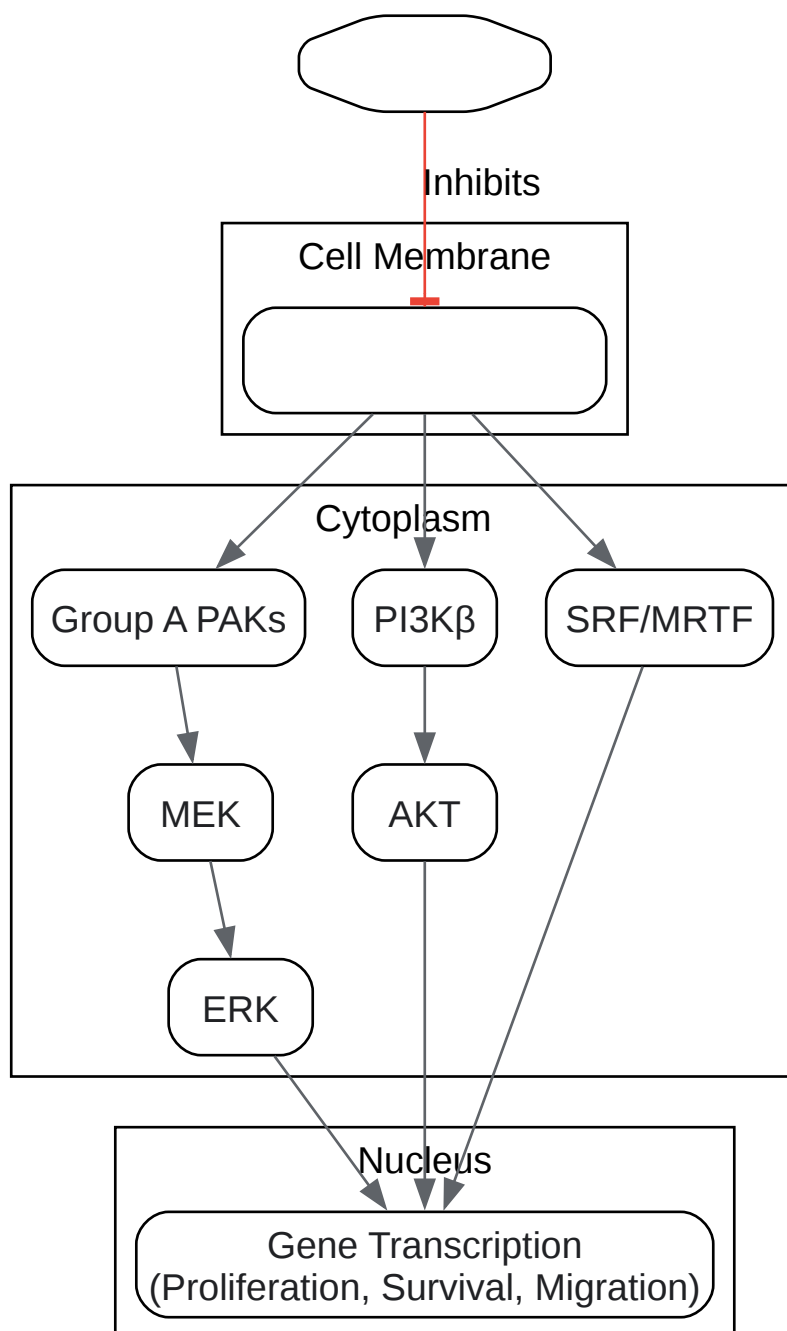 Inhibits
Cell Membrane
Cytoplasm
Group A PAKs
PI3Kβ
SRF/MRTF
MEK
AKT
ERK
Nucleus
Gene Transcription
(Proliferation, Survival, Migration)